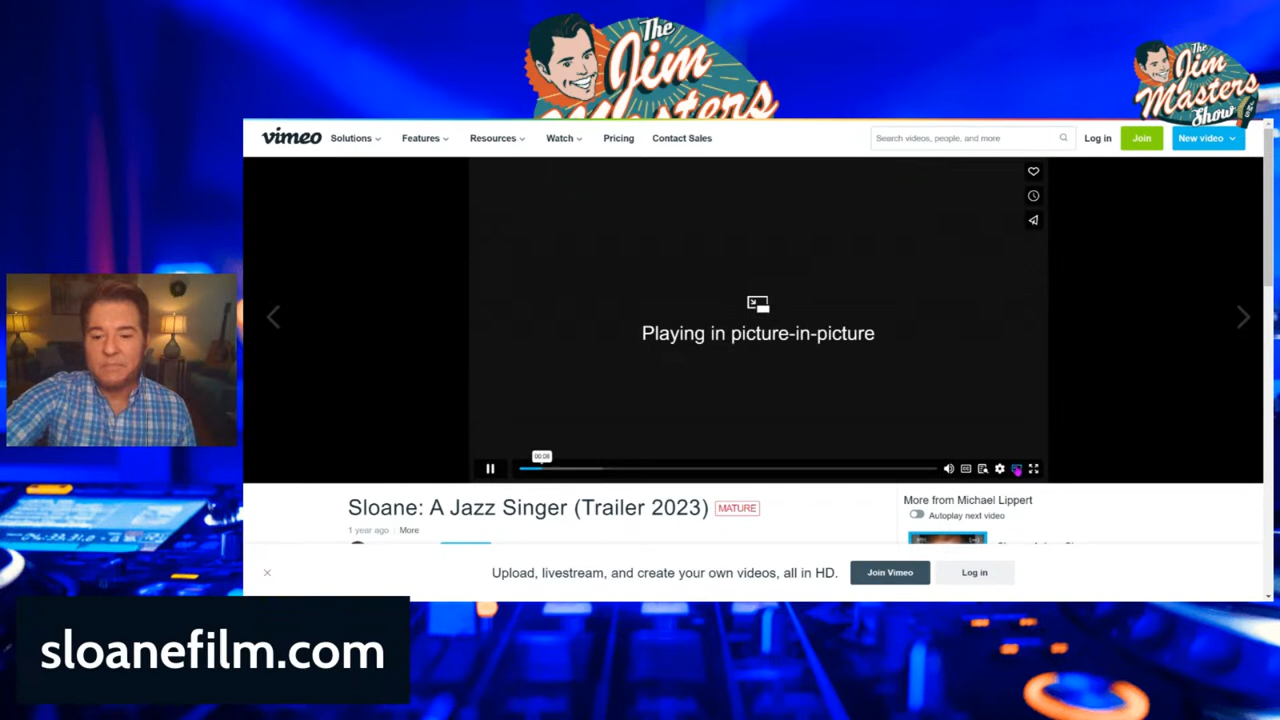 The
Jim
Masters
The
Jim
Masters
Show
vimeo Solutions Features Resources Watch Pricing Contact Sales Search videos, people, and more Log in Join New video
Playing in picture-in-picture
00:08
CC
Sloane: A Jazz Singer (Trailer 2023) MATURE
1 year ago More
More from Michael Lippert
Autoplay next video
Upload, livestream, and create your own videos, all in HD. Join Vimeo Log in
sloanefilm.com